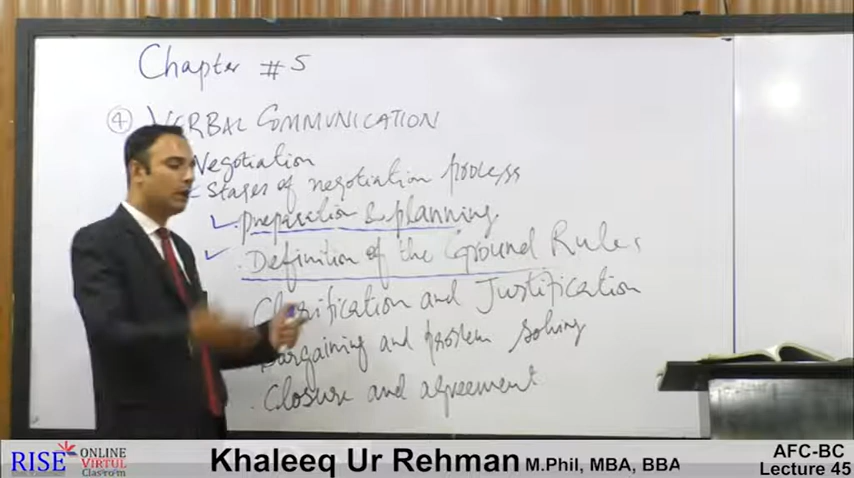 Chapter #5
④ VERBAL COMMUNICATION
Negotiation
Stages of negotiation process
Preparation & planning
Definition of the Ground Rules
Clarification and Justification
Bargaining and problem solving
Closure and agreement
RISE ONLINE VIRTUL Classroom
Khaleeq Ur Rehman M.Phil, MBA, BBA
AFC-BC
Lecture 45